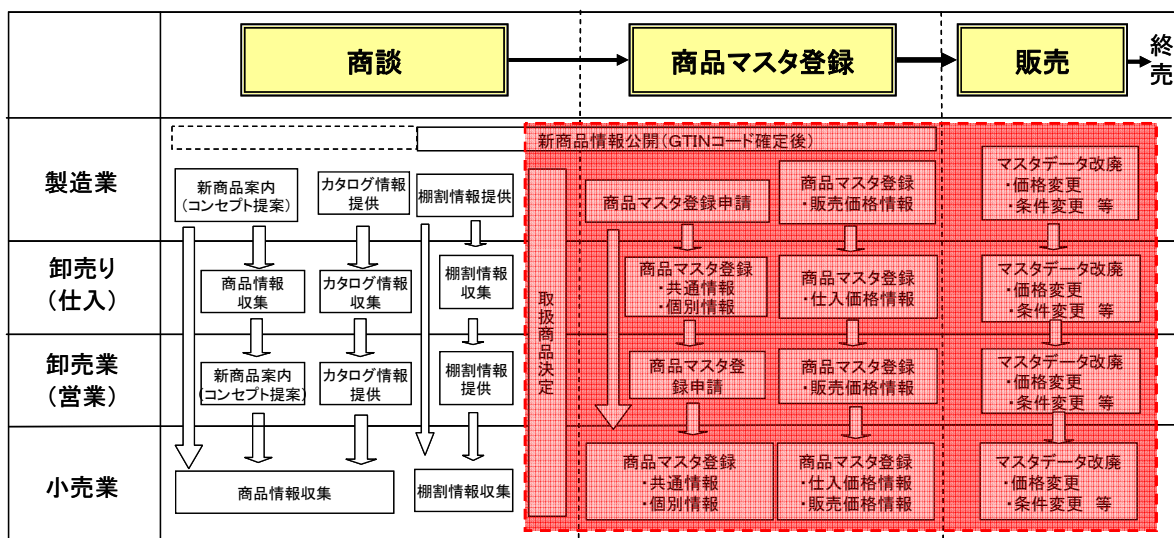 商談
商品マスタ登録
販売
終
売
新商品情報公開(GTINコード確定後)
製造業
新商品案内
(コンセプト提案)
カタログ情報
提供
棚割情報提供
取扱商品決定
商品マスタ登録申請
商品マスタ登録
・販売価格情報
マスタデータ改廃
・価格変更
・条件変更 等
卸売り
(仕入)
商品情報
収集
カタログ情報
収集
棚割情報
収集
商品マスタ登録
・共通情報
・個別情報
商品マスタ登録
・仕入価格情報
マスタデータ改廃
・価格変更
・条件変更 等
卸売業
(営業)
新商品案内
(コンセプト提案)
カタログ情報
提供
棚割情報
提供
商品マスタ登
録申請
商品マスタ登録
・販売価格情報
マスタデータ改廃
・価格変更
・条件変更 等
小売業
商品情報収集
棚割情報収集
商品マスタ登録
・共通情報
・個別情報
商品マスタ登録
・仕入価格情報
・販売価格情報
マスタデータ改廃
・価格変更
・条件変更 等